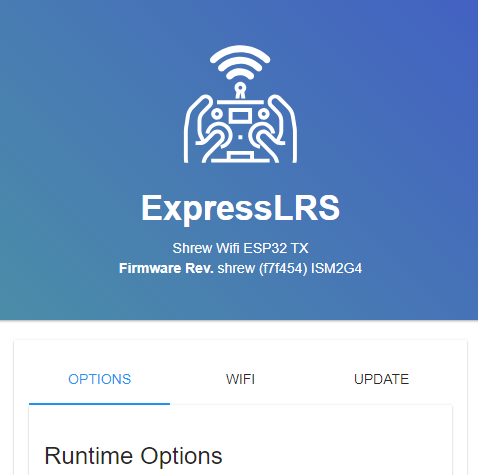 ExpressLRS
Shrew Wifi ESP32 TX
Firmware Rev. shrew (f7f454) ISM2G4
OPTIONS WIFI UPDATE
Runtime Options